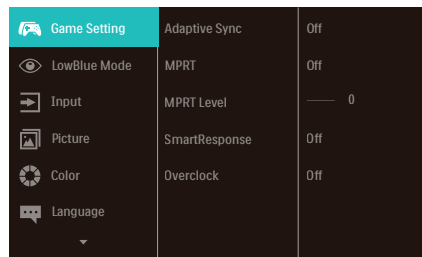 Game Setting Adaptive Sync Off
LowBlue Mode MPRT Off
Input MPRT Level 0
Picture SmartResponse Off
Color Overclock Off
Language